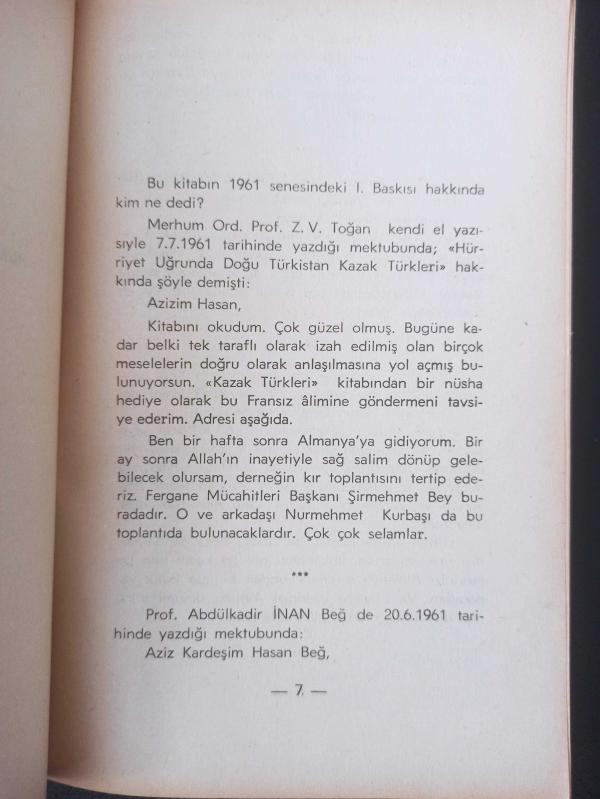 Bu kitabın 1961 senesindeki I. Baskısı hakkında
kim ne dedi?
Merhum Ord. Prof. Z. V. Toğan kendi el yazı-
sıyle 7.7.1961 tarihinde yazdığı mektubunda; «Hür-
riyet Uğrunda Doğu Türkistan Kazak Türkleri» hak-
kında şöyle demişti:
Azizim Hasan,
Kitabını okudum. Çok güzel olmuş. Bugüne ka-
dar belki tek taraflı olarak izah edilmiş olan birçok
meselelerin doğru olarak anlaşılmasına yol açmış bu-
lunuyorsun. «Kazak Türkleri» kitabından bir nüsha
hediye olarak bu Fransız âlimine göndermeni tavsi-
ye ederim. Adresi aşağıda.
Ben bir hafta sonra Almanya'ya gidiyorum. Bir
ay sonra Allah'ın inayetiyle sağ salim dönüp gele-
bilecek olursam, derneğin kır toplantısını tertip ede-
riz. Fergane Mücahitleri Başkanı Şirmehmet Bey bu-
radadır. O ve arkadaşı Nurmehmet Kurbaşı da bu
toplantıda bulunacaklardır. Çok çok selamlar.
***
Prof. Abdülkadir İNAN Beğ de 20.6.1961 tari-
hinde yazdığı mektubunda:
Aziz Kardeşim Hasan Beğ,
— 7 —